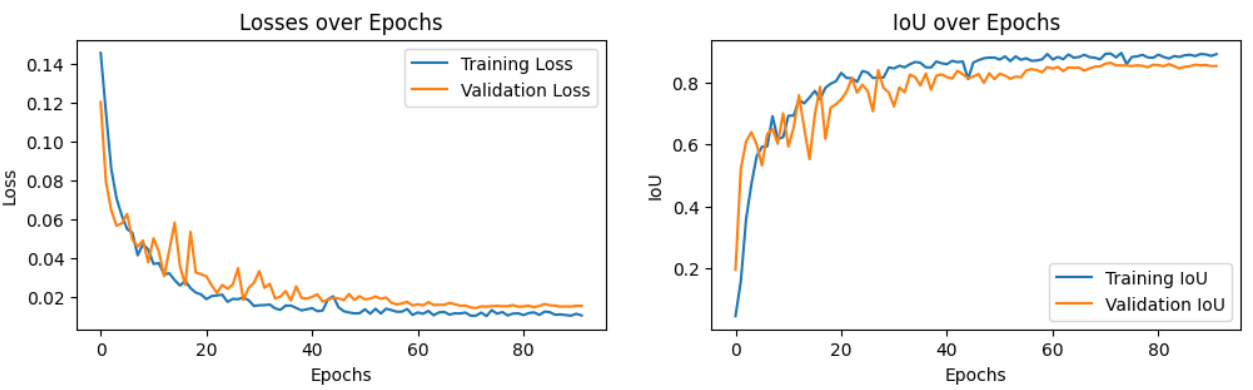 Losses over Epochs
Loss
0.14
0.12
0.10
0.08
0.06
0.04
0.02
0
20
40
60
80
Epochs
Training Loss
Validation Loss
IoU over Epochs
IoU
0.8
0.6
0.4
0.2
0
20
40
60
80
Epochs
Training IoU
Validation IoU